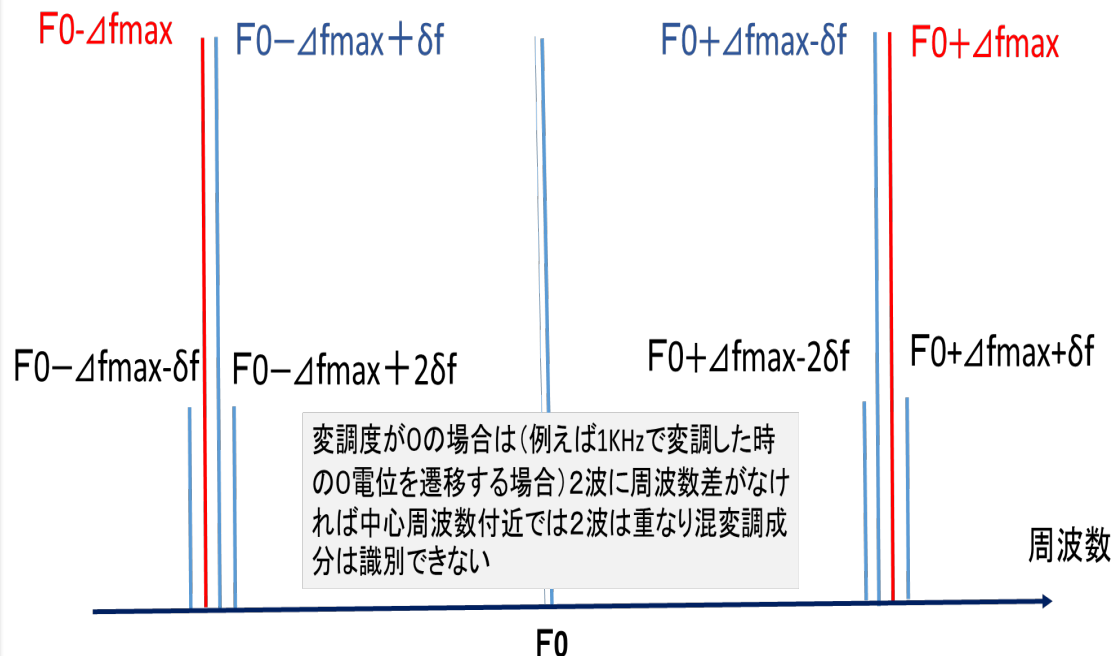 F0-⊿fmax
F0−⊿fmax+δf
F0+⊿fmax-δf
F0+⊿fmax
F0−⊿fmax-δf
F0−⊿fmax+2δf
F0+⊿fmax-2δf
F0+⊿fmax+δf
変調度が0の場合は(例えば1KHzで変調した時
の0電位を遷移する場合)2波に周波数差がなけ
れば中心周波数付近では2波は重なり混変調成
分は識別できない
周波数
F0